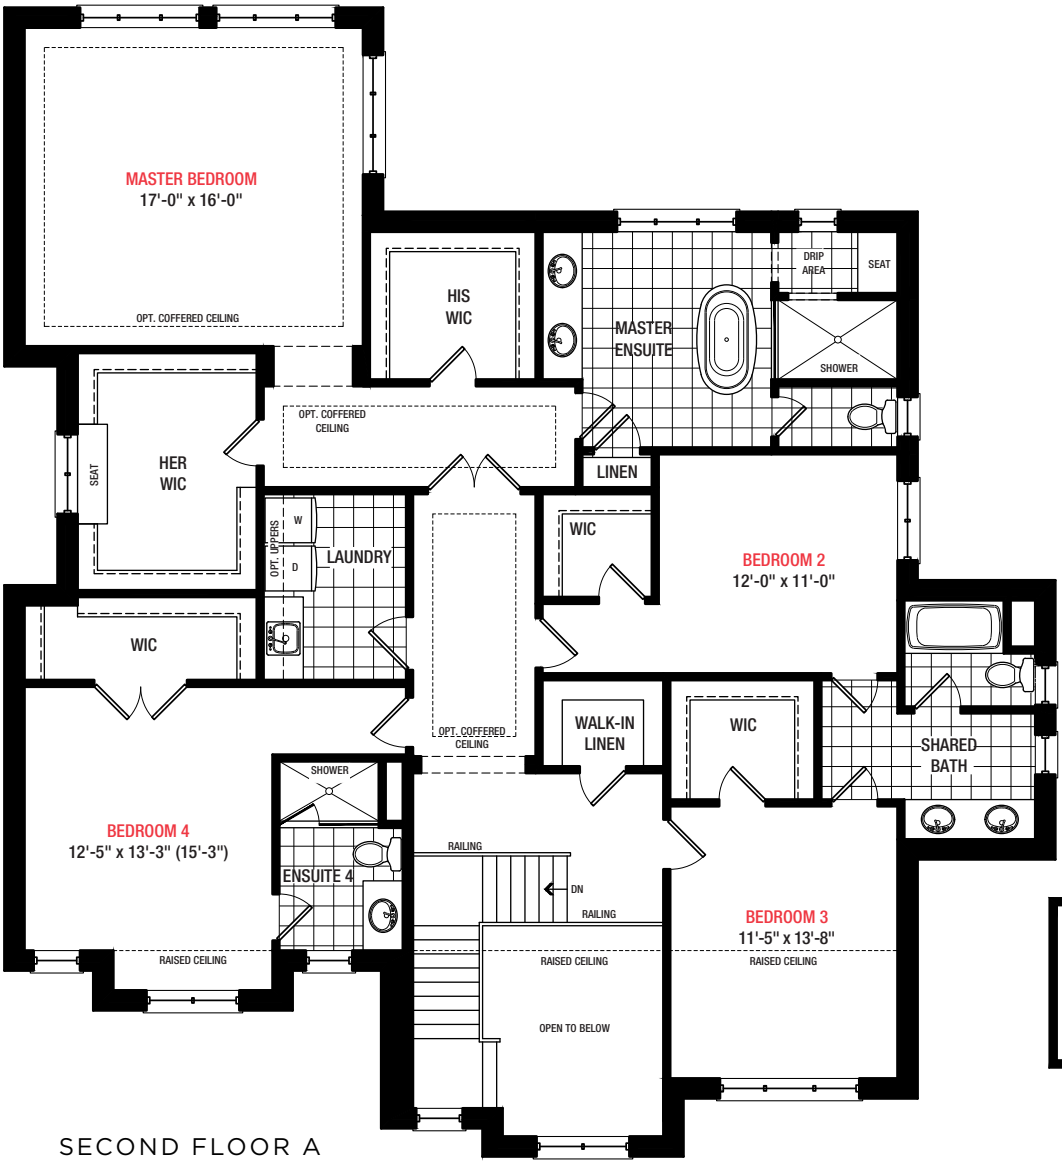 MASTER BEDROOM
17'-0" x 16'-0"
OPT. COFFERED CEILING
HIS
WIC
MASTER
ENSUITE
DRIP
AREA
SEAT
SHOWER
OPT. COFFERED
CEILING
HER
WIC
SEAT
LINEN
OPT. UPPERS
W
D
LAUNDRY
WIC
BEDROOM 2
12'-0" x 11'-0"
WIC
OPT. COFFERED
CEILING
WALK-IN
LINEN
WIC
SHARED
BATH
SHOWER
BEDROOM 4
12'-5" x 13'-3" (15'-3")
ENSUITE 4
RAILING
DN
RAILING
BEDROOM 3
11'-5" x 13'-8"
RAISED CEILING
RAISED CEILING
RAISED CEILING
OPEN TO BELOW
SECOND FLOOR A